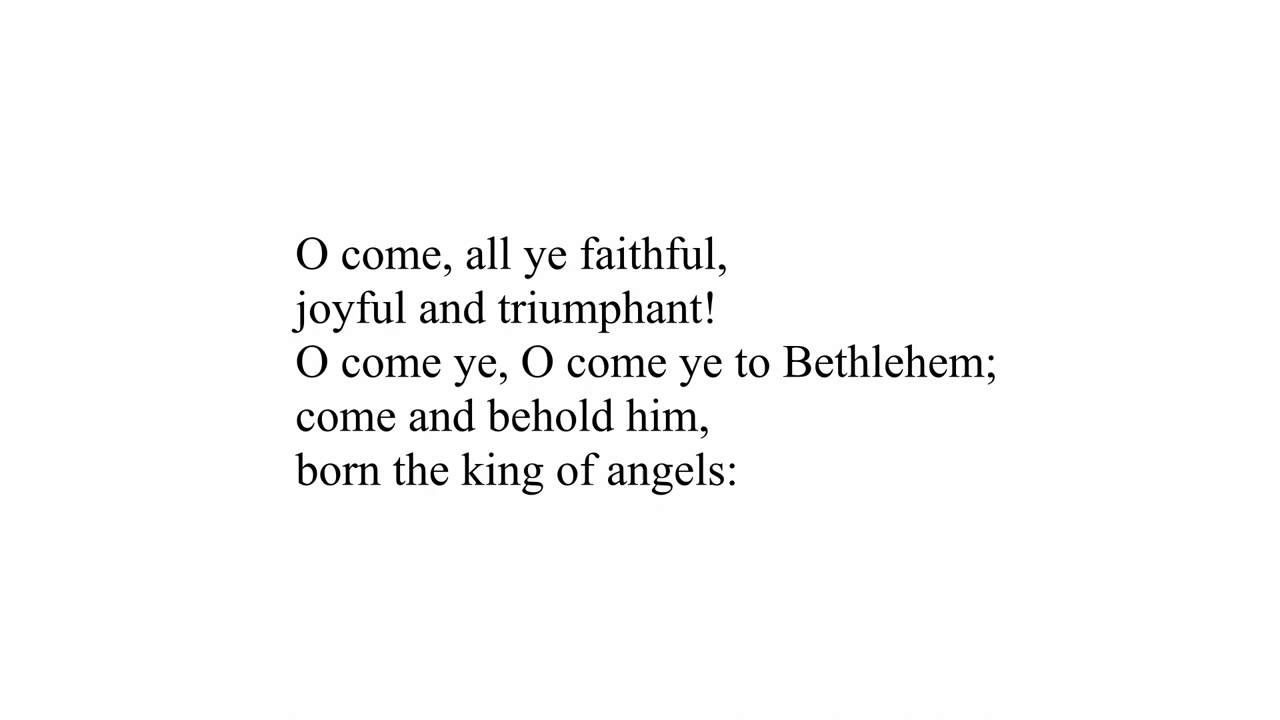 O come, all ye faithful,
joyful and triumphant!
O come ye, O come ye to Bethlehem;
come and behold him,
born the king of angels: